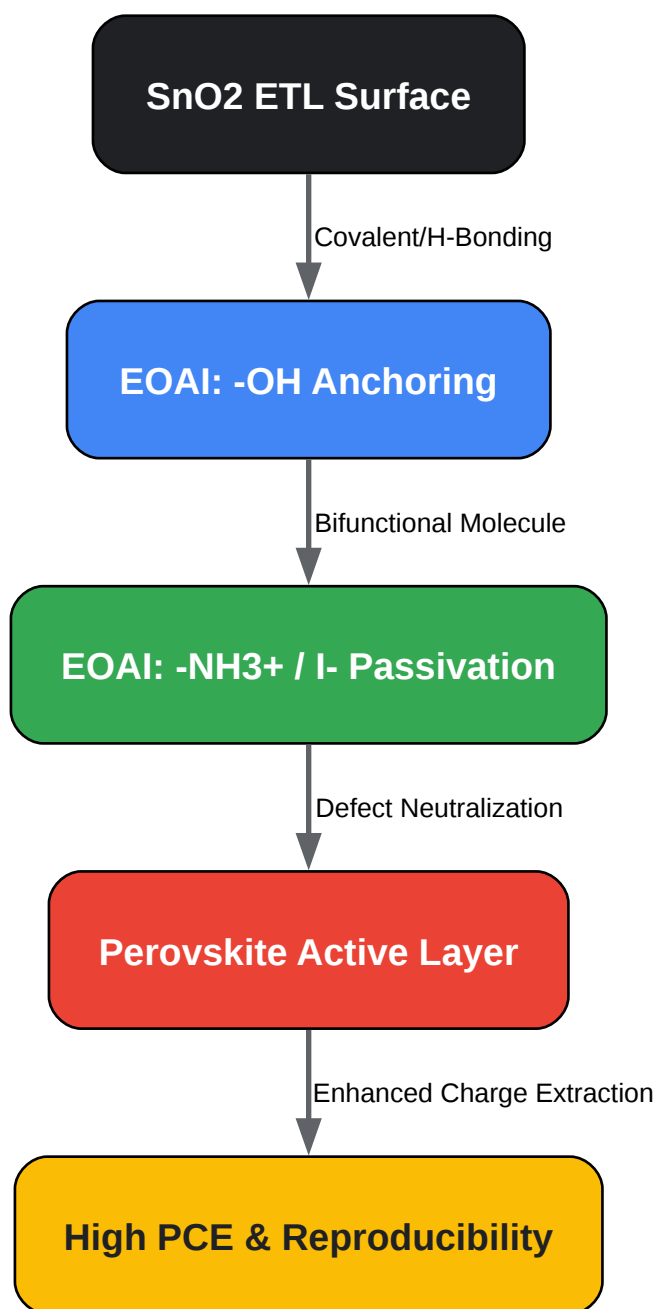 SnO2 ETL Surface
Covalent/H-Bonding
EOAI: -OH Anchoring
Bifunctional Molecule
EOAI: -NH3+ / I- Passivation
Defect Neutralization
Perovskite Active Layer
Enhanced Charge Extraction
High PCE & Reproducibility